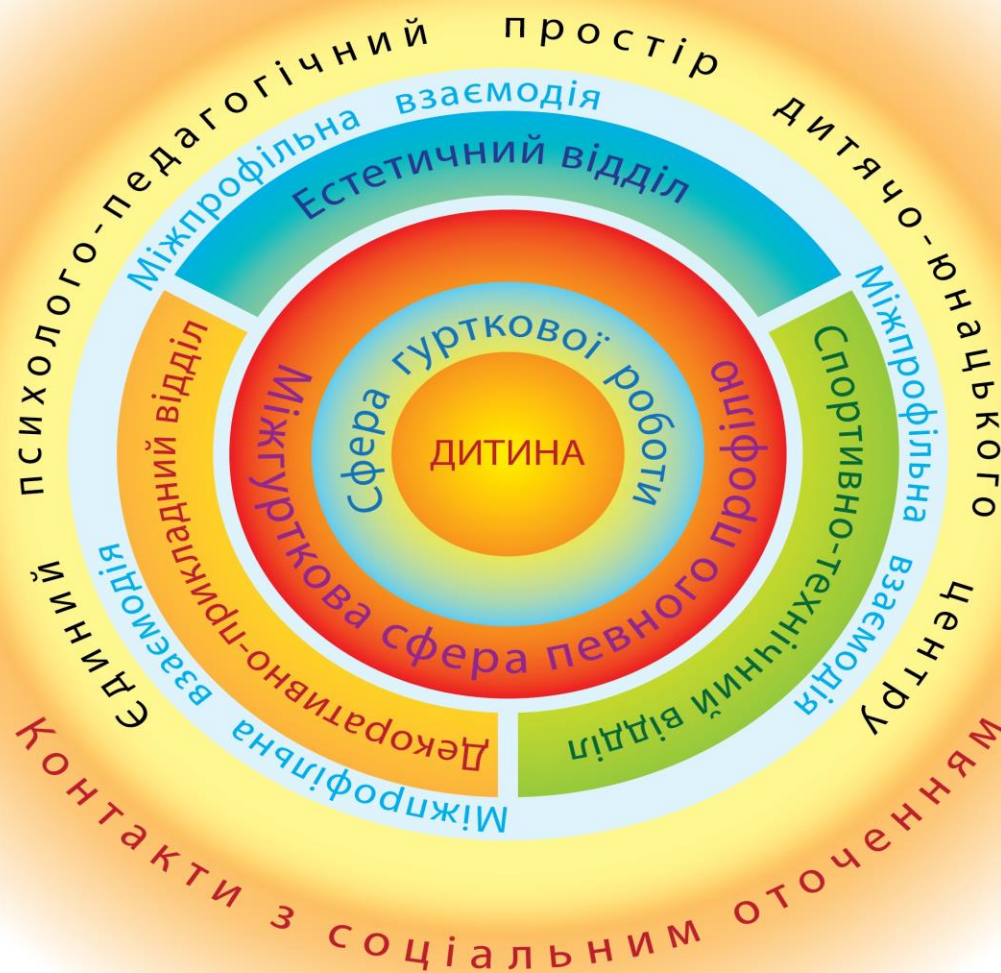 Єдиний психолого-педагогічний простір дитячо-юнацького центру
Міжпрофільна взаємодія
Естетичний відділ
Міжпрофільна взаємодія
Спортивно-технічний відділ
Міжпрофільна взаємодія
Декоративно-прикладний відділ
Сфера гурткової роботи
ДИТИНА
Міжгурткова сфера певного профілю
Контакти з соціальним оточенням